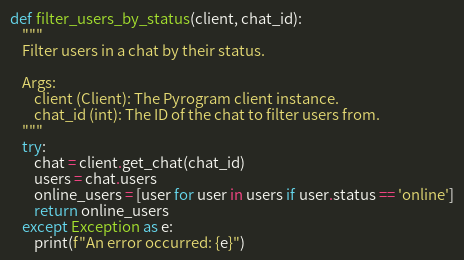 def filter_users_by_status(client, chat_id):
    """
    Filter users in a chat by their status.

    Args:
        client (Client): The Pyrogram client instance.
        chat_id (int): The ID of the chat to filter users from.
    """
    try:
        chat = client.get_chat(chat_id)
        users = chat.users
        online_users = [user for user in users if user.status == 'online']
        return online_users
    except Exception as e:
        print(f"An error occurred: {e}")